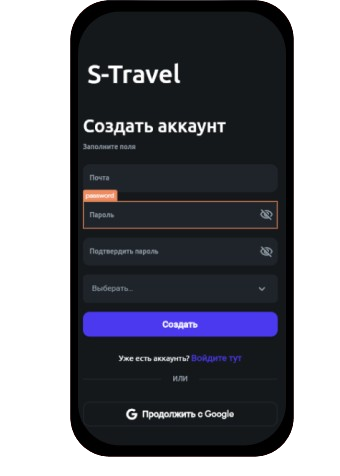 S-Travel
Создать аккаунт
Заполните поля
Почта
password
Пароль
Подтвердить пароль
Выберать...
Создать
Уже есть аккаунть? Войдите тут
ИЛИ
Продолжить с Google